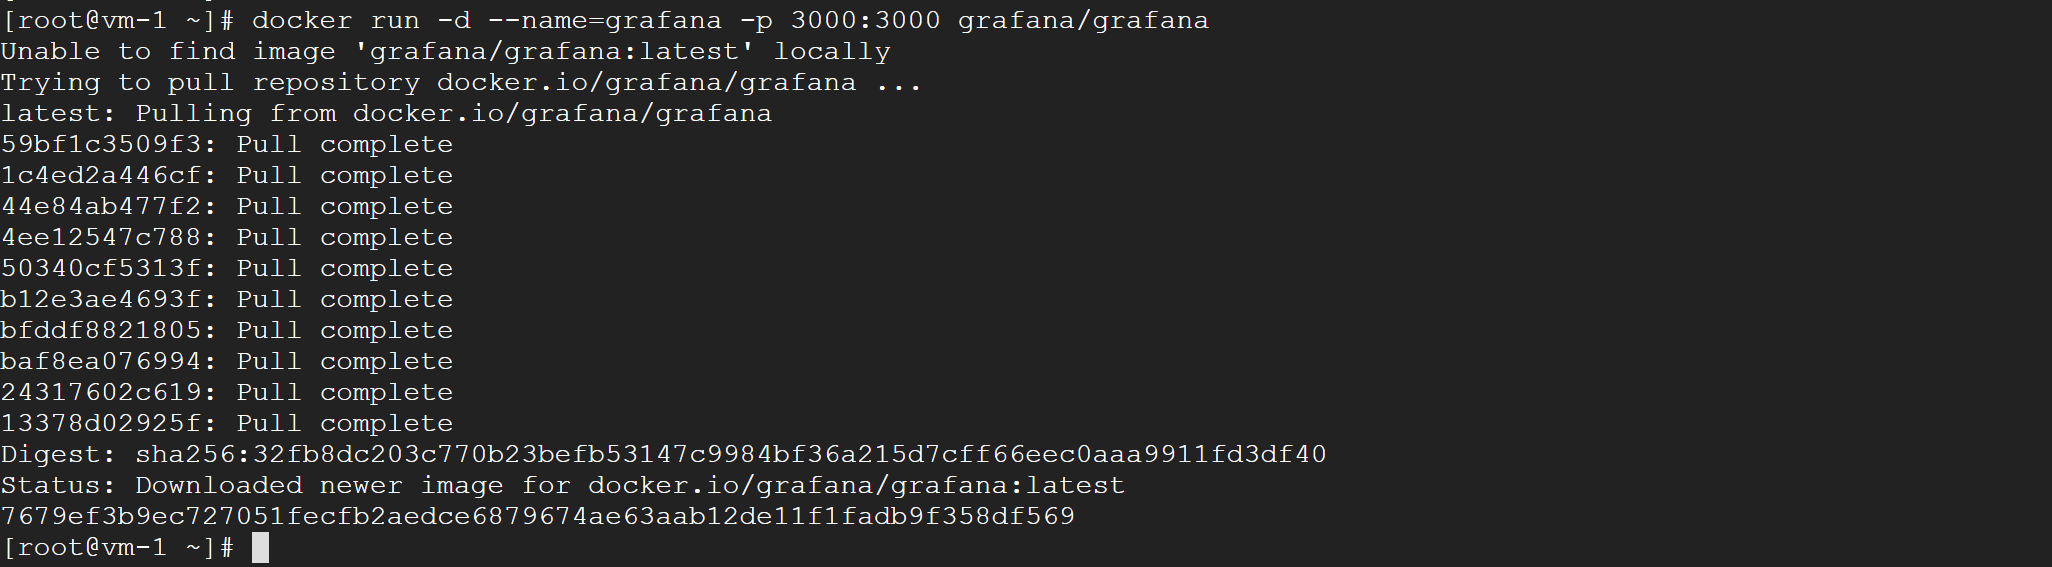 [root@vm-1 ~]# docker run -d --name=grafana -p 3000:3000 grafana/grafana
Unable to find image 'grafana/grafana:latest' locally
Trying to pull repository docker.io/grafana/grafana ...
latest: Pulling from docker.io/grafana/grafana
59bf1c3509f3: Pull complete
1c4ed2a446cf: Pull complete
44e84ab477f2: Pull complete
4ee12547c788: Pull complete
50340cf5313f: Pull complete
b12e3ae4693f: Pull complete
bfddf8821805: Pull complete
baf8ea076994: Pull complete
24317602c619: Pull complete
13378d02925f: Pull complete
Digest: sha256:32fb8dc203c770b23befb53147c9984bf36a215d7cff66eec0aaa9911fd3df40
Status: Downloaded newer image for docker.io/grafana/grafana:latest
7679ef3b9ec727051fecfb2aedce6879674ae63aab12de11f1fadb9f358df569
[root@vm-1 ~]#